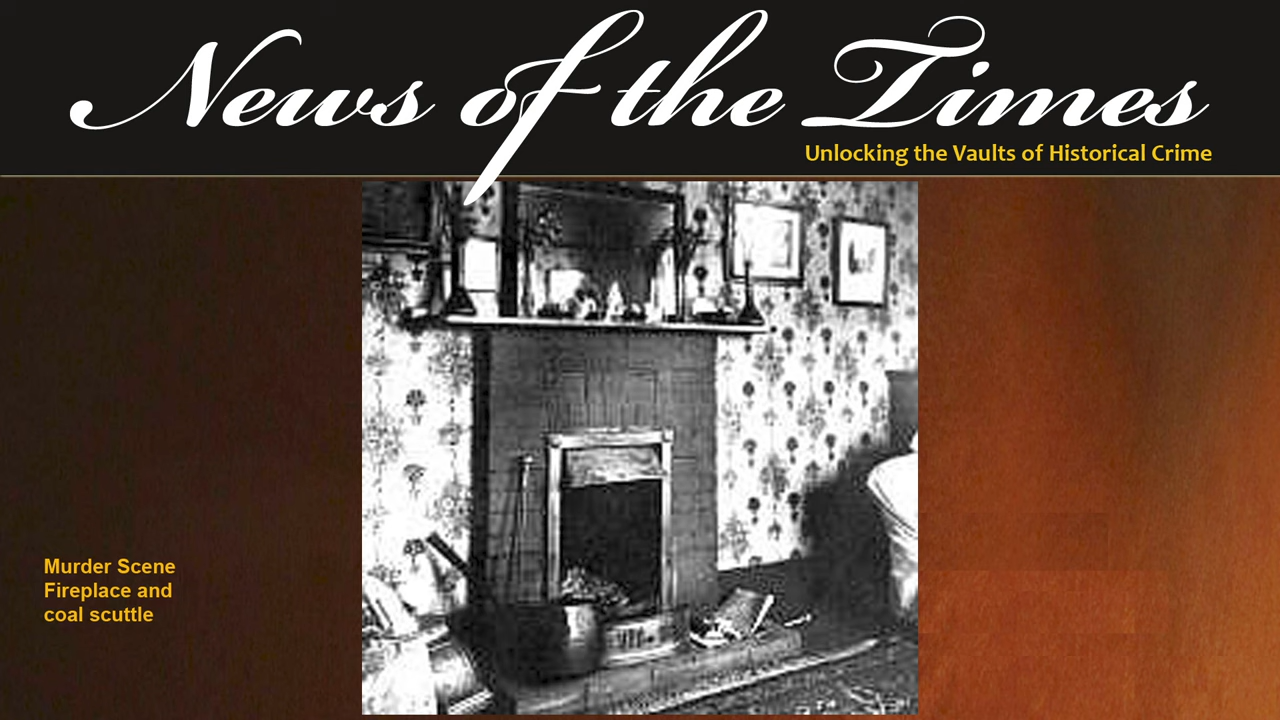 News of the Times
Unlocking the Vaults of Historical Crime
Murder Scene
Fireplace and
coal scuttle